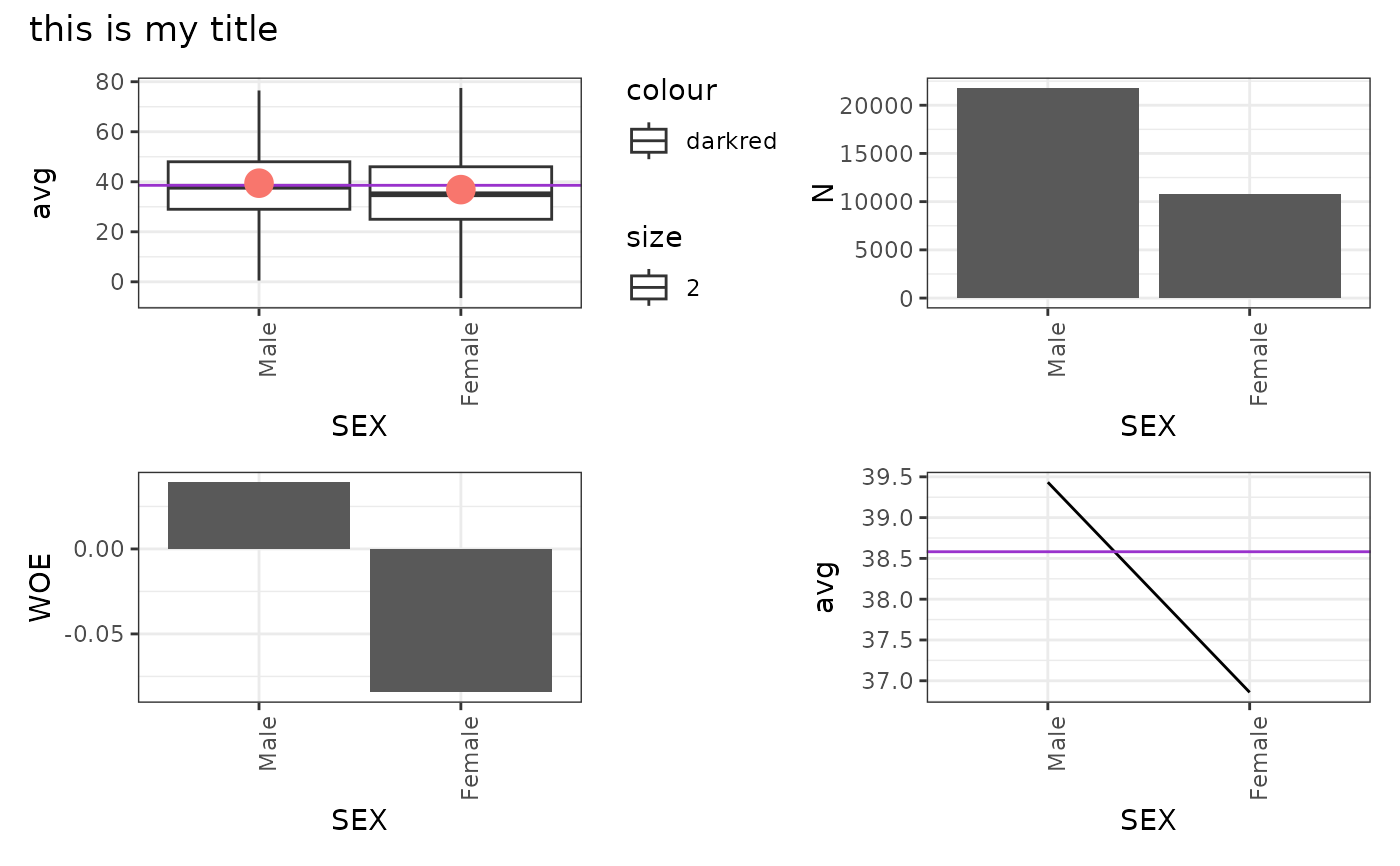 this is my title
avg
80
60
40
20
0
Male
Female
SEX
colour
darkred
size
2
N
20000
15000
10000
5000
0
Male
Female
SEX
WOE
0.00
-0.05
Male
Female
SEX
avg
39.5
39.0
38.5
38.0
37.5
37.0
Male
Female
SEX